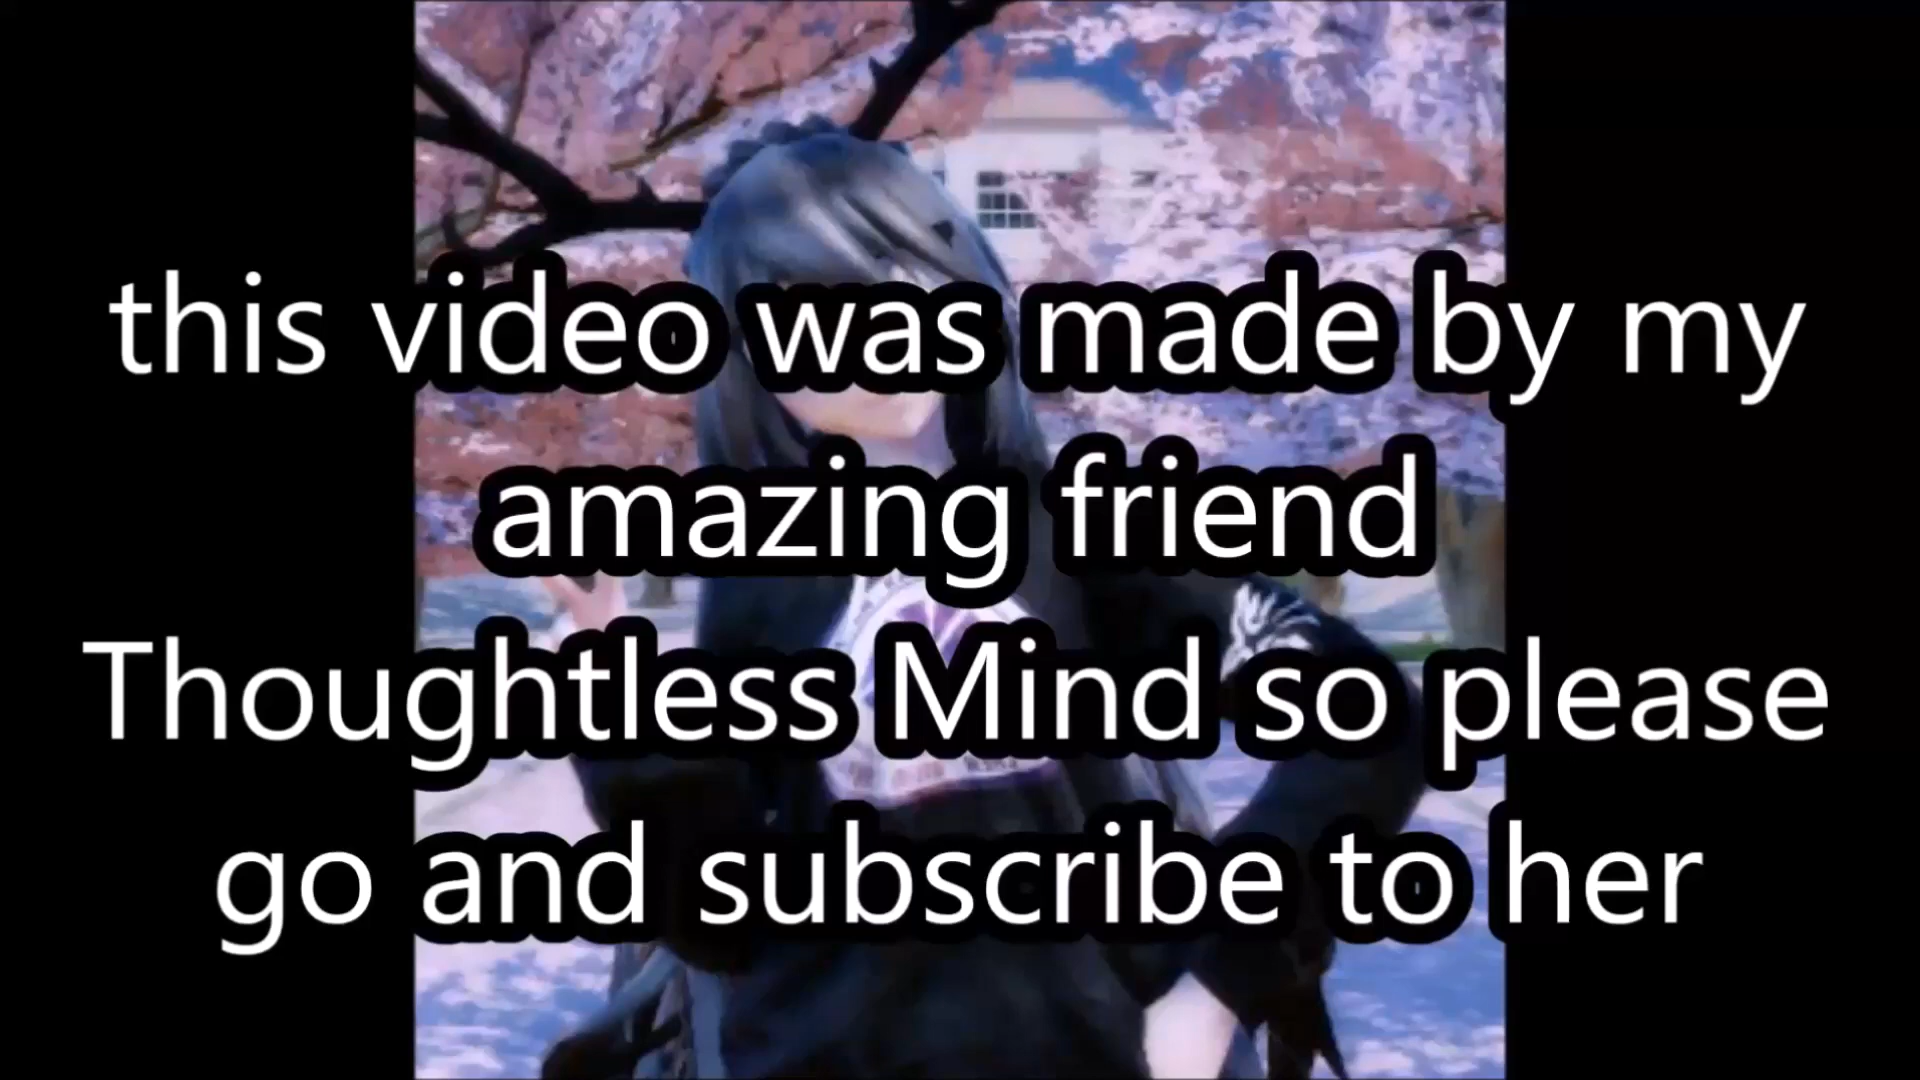 this video was made by my
amazing friend
Thoughtless Mind so please
go and subscribe to her